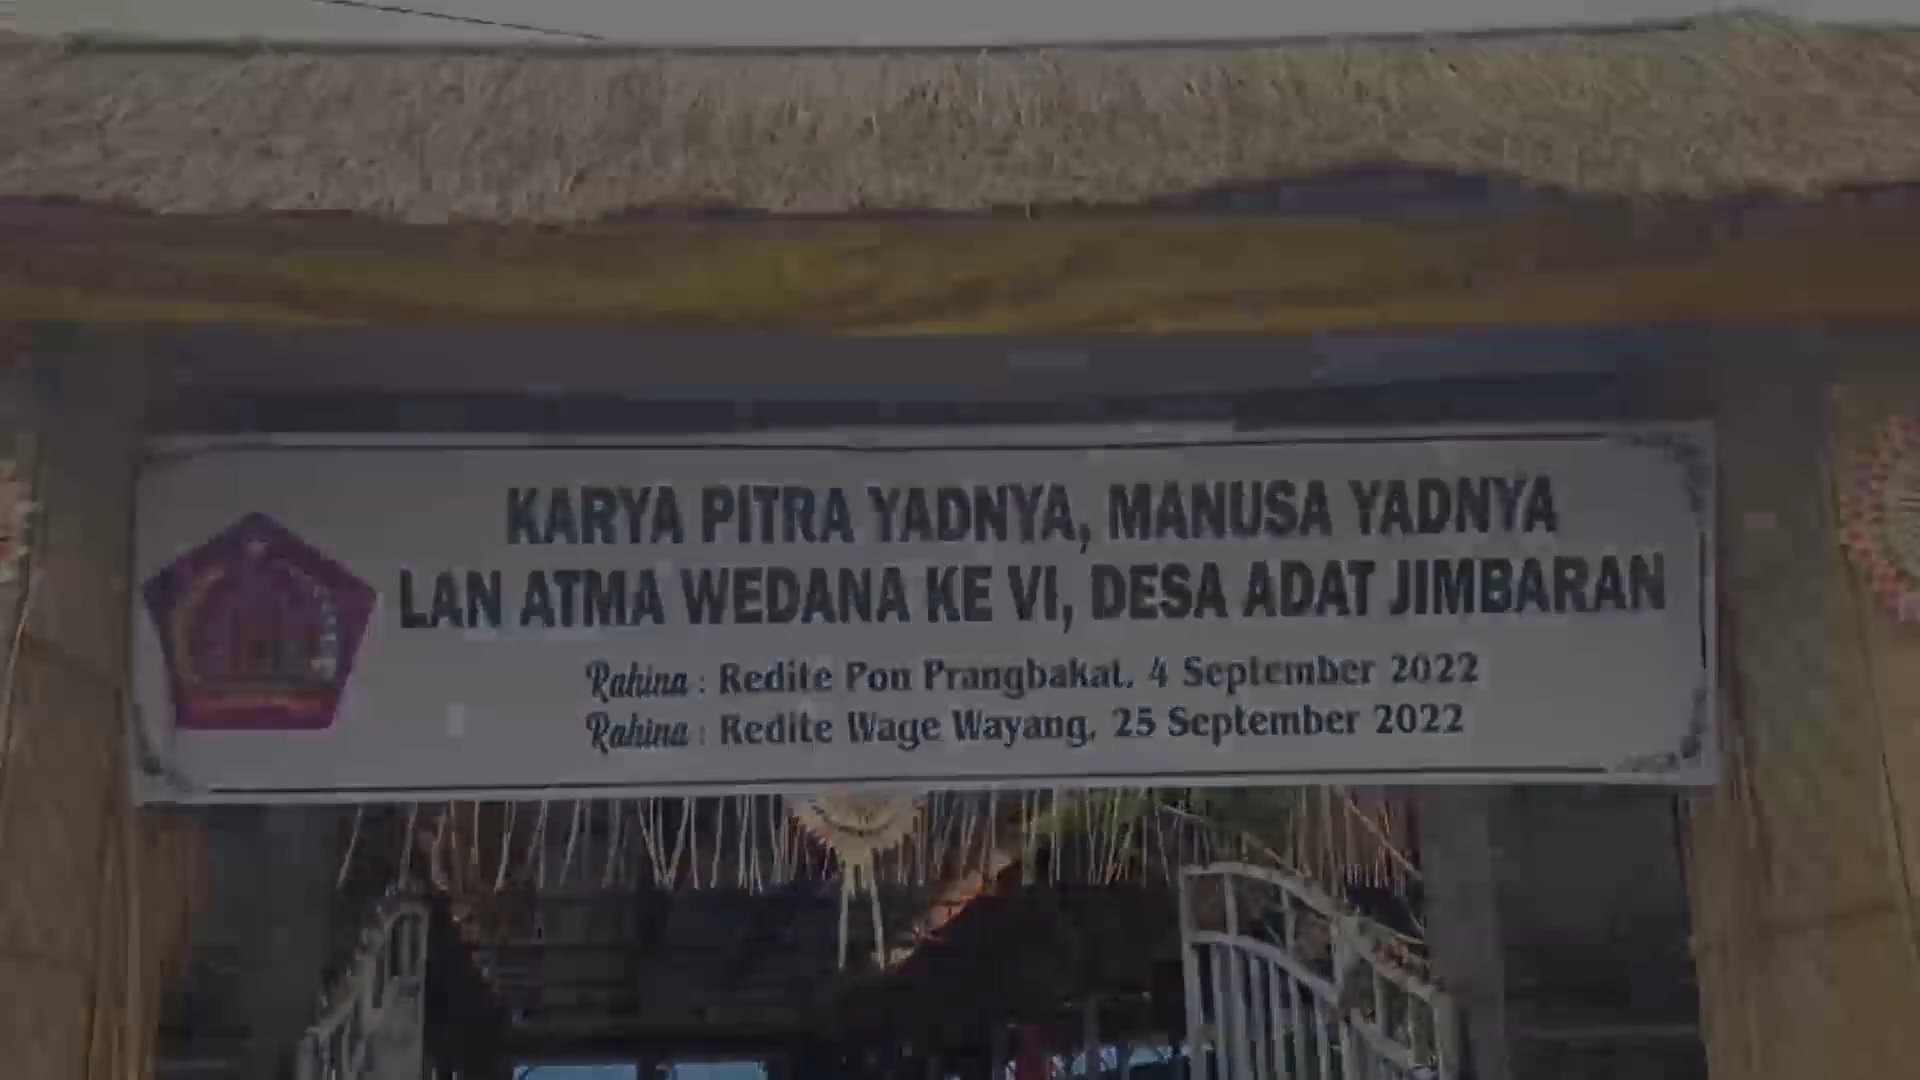 KARYA PITRA YADNYA, MANUSA YADNYA
LAN ATMA WEDANA KE VI, DESA ADAT JIMBARAN
Rahina : Redite Pon Prangbakat, 4 September 2022
Rahina : Redite Wage Wayang, 25 September 2022